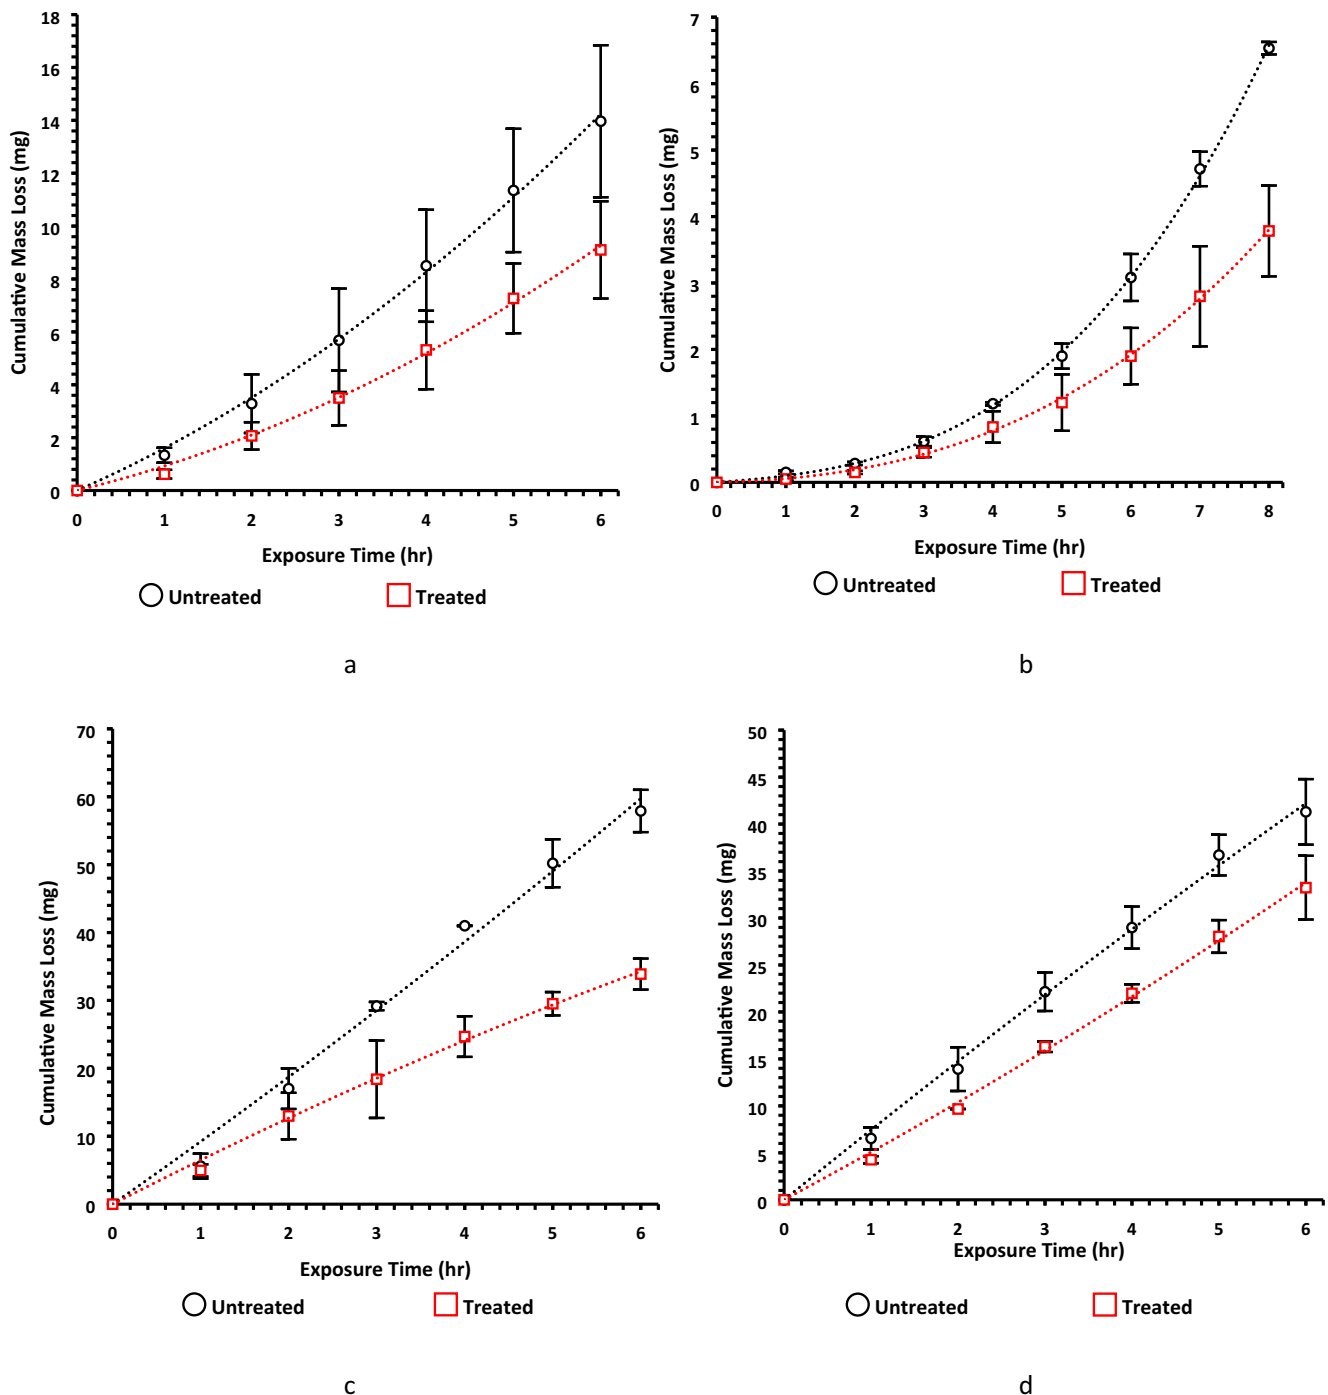 Cumulative Mass Loss (mg)
18
16
14
12
10
8
6
4
2
0
0 1 2 3 4 5 6
Exposure Time (hr)
Untreated Treated
a
Cumulative Mass Loss (mg)
7
6
5
4
3
2
1
0
0 1 2 3 4 5 6 7 8
Exposure Time (hr)
Untreated Treated
b
Cumulative Mass Loss (mg)
70
60
50
40
30
20
10
0
0 1 2 3 4 5 6
Exposure Time (hr)
Untreated Treated
c
Cumulative Mass Loss (mg)
50
45
40
35
30
25
20
15
10
5
0
0 1 2 3 4 5 6
Exposure Time (hr)
Untreated Treated
d